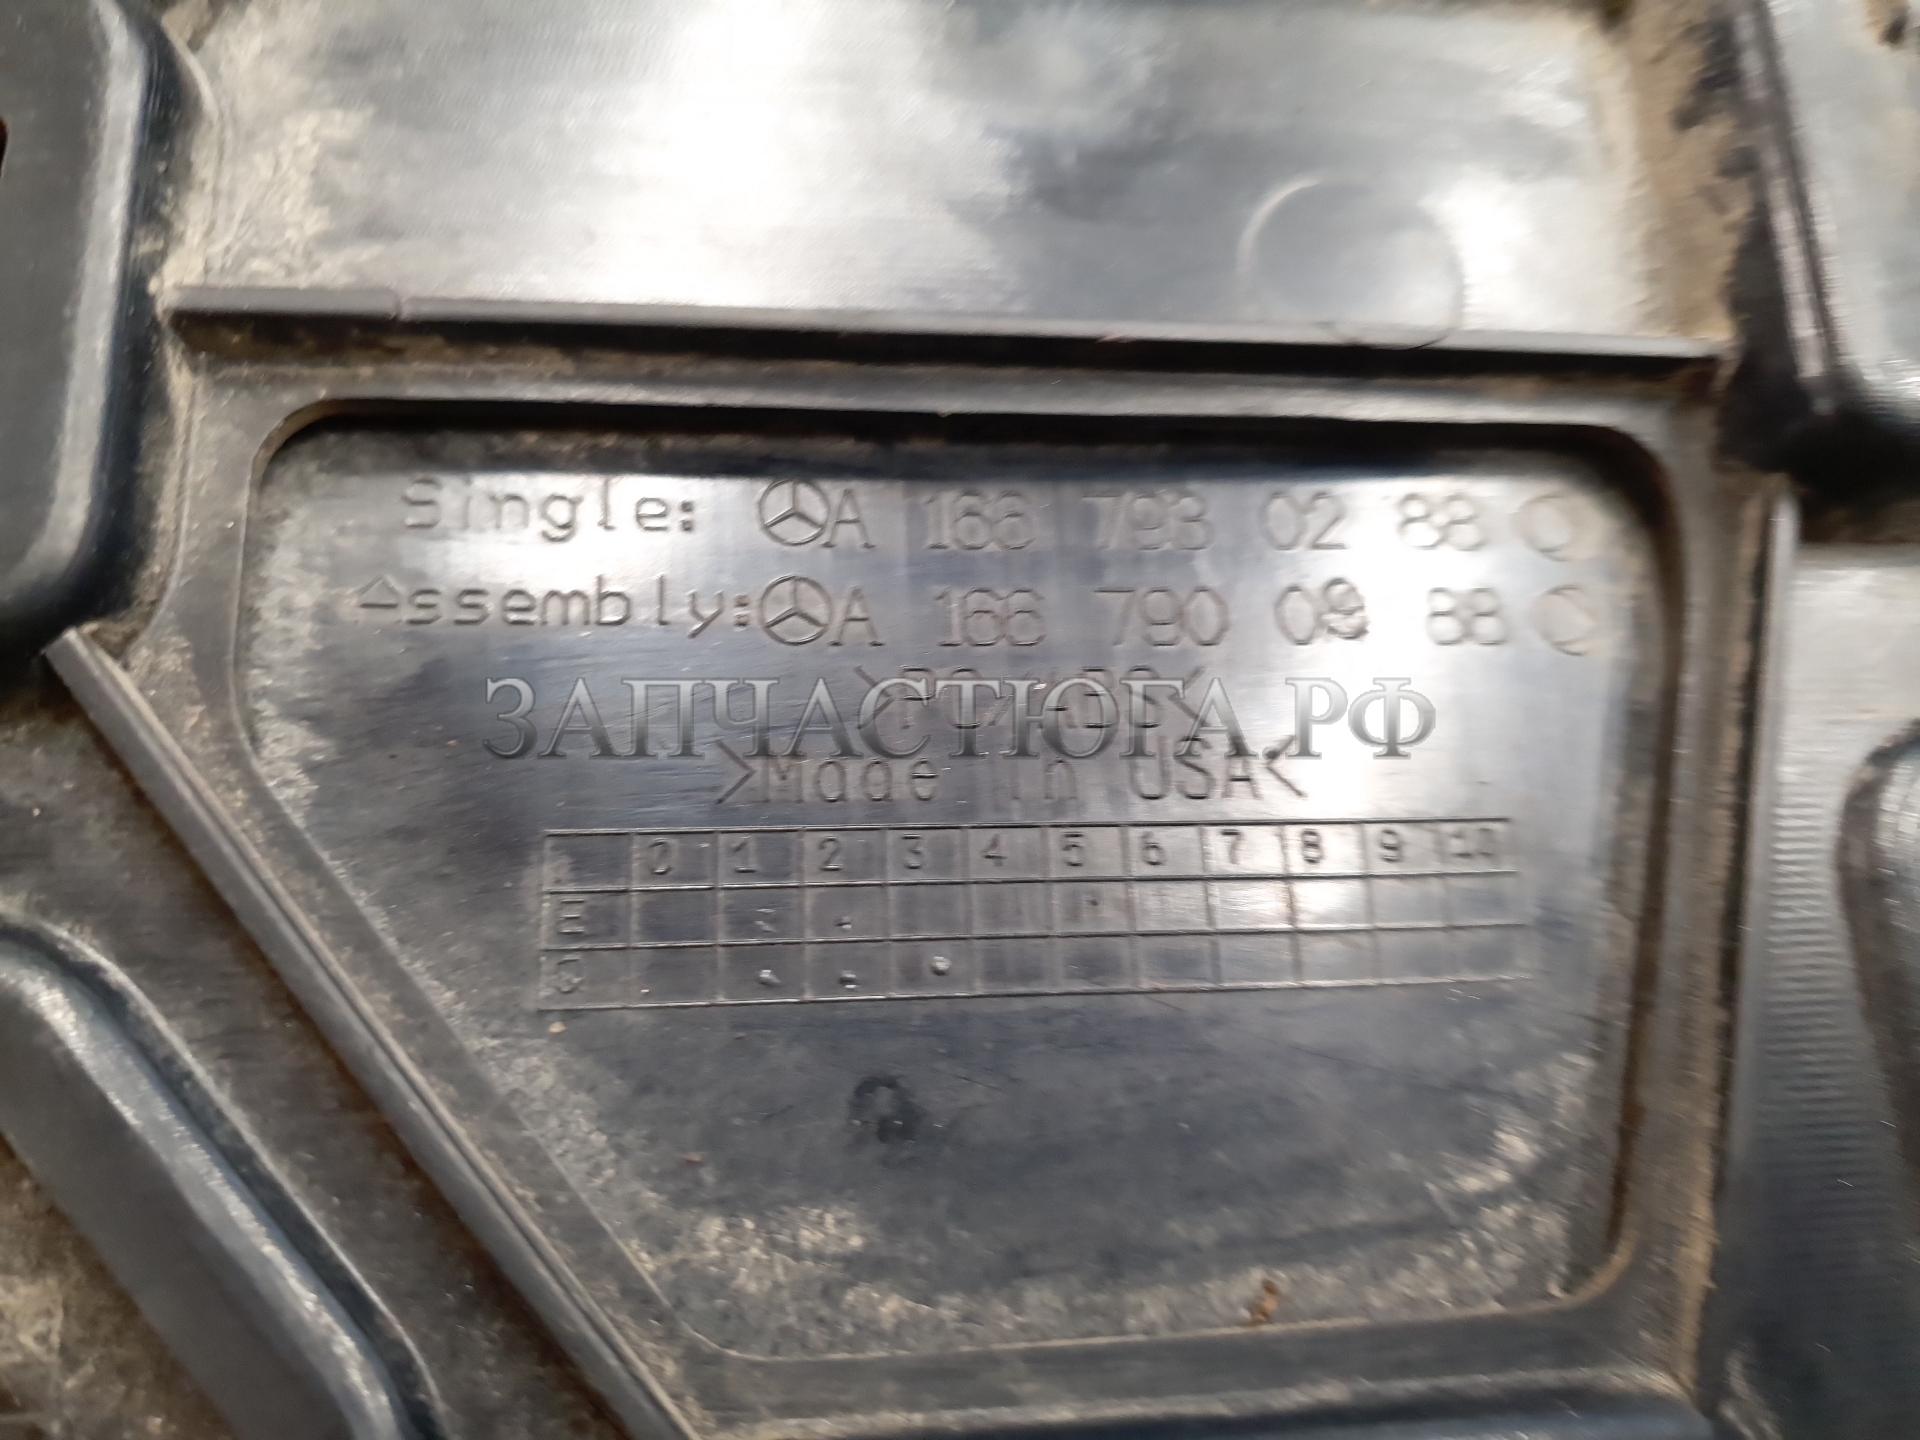 Single: A 166 793 02 88
Assembly: A 166 790 09 88
ЗАПЧАСТЮГА.РФ
>Made in USA<
0 1 2 3 4 5 6 7 8 9 10
E